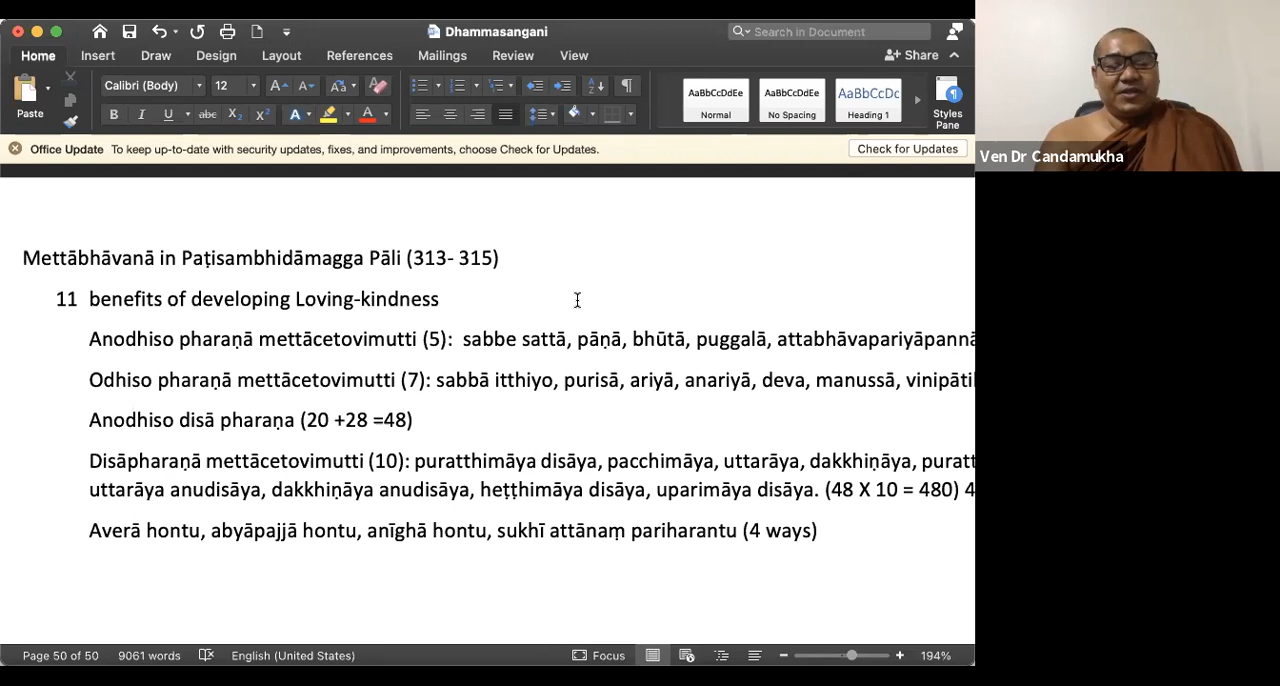 Dhammasangani
Search in Document
Home Insert Draw Design Layout References Mailings Review View
Share
Paste
Calibri (Body) 12
AaBbCcDdEe AaBbCcDdEe AaBbCcDc
Normal No Spacing Heading 1
Styles
Pane
Office Update To keep up-to-date with security updates, fixes, and improvements, choose Check for Updates. Check for Updates
Ven Dr Candamukha
Mettābhāvanā in Paṭisambhidāmagga Pāli (313- 315)
11 benefits of developing Loving-kindness
Anodhiso pharaṇā mettācetovimutti (5): sabbe sattā, pāṇā, bhūtā, puggalā, attabhāvapariyāpannā
Odhiso pharaṇā mettācetovimutti (7): sabbā itthiyo, purisā, ariyā, anariyā, deva, manussā,
Anodhiso disā pharaṇa (20 +28 =48)
Disāpharaṇā mettācetovimutti (10): puratthimāya disāya, pacchimāya, uttarāya, dakkhiṇāya,
uttarāya anudisāya, dakkhiṇāya anudisāya, heṭṭhimāya disāya, uparimāya disāya. (48 X 10 = 480)
Averā hontu, abyāpajjā hontu, anīghā hontu, sukhī attānaṃ pariharantu (4 ways)
Page 50 of 50 9061 words English (United States) Focus 194%